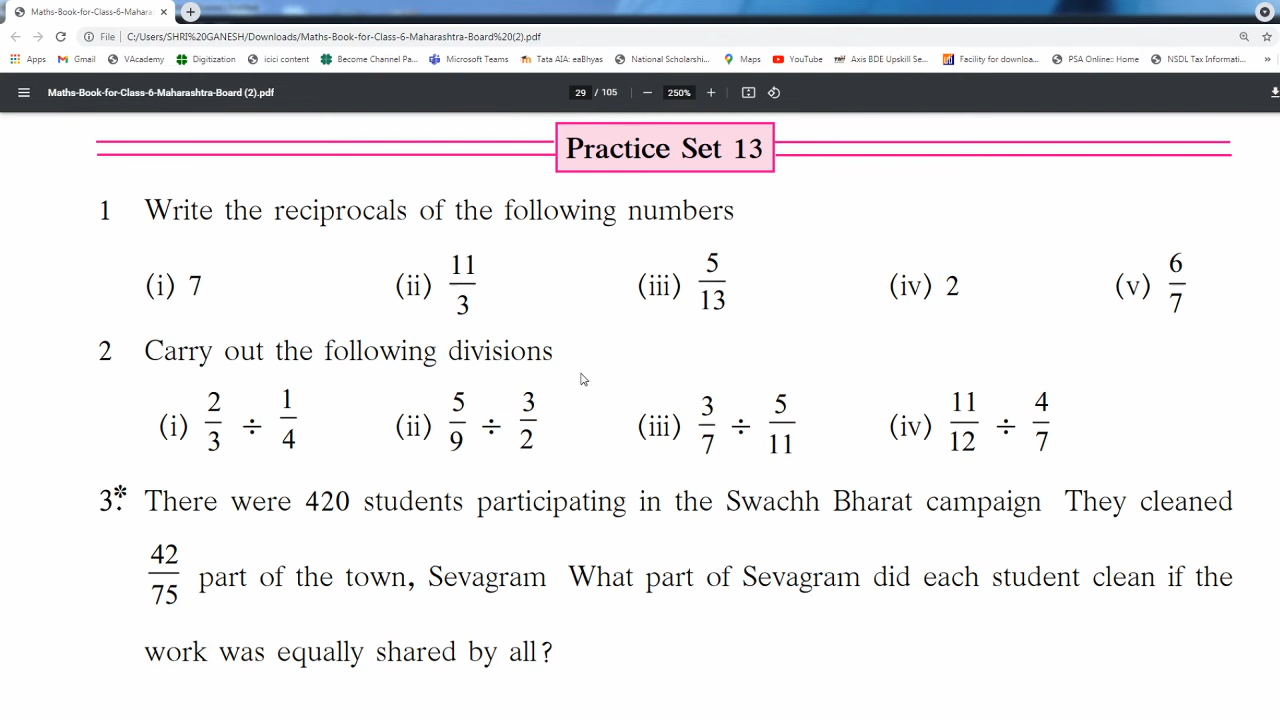 Maths-Book-for-Class-6-Mahara
File C:/Users/SHRI%20GANESH/Downloads/Maths-Book-for-Class-6-Maharashtra-Board%20(2).pdf
Apps Gmail VAcademy Digitization icici content Become Channel Pa... Microsoft Teams Tata AIA: eaBhyas National Scholarshi... Maps YouTube Axis BDE Upskill Se... Facility for downloa... PSA Online:: Home NSDL Tax Informati... »
Maths-Book-for-Class-6-Maharashtra-Board (2).pdf 29 / 105 — 250% +
Practice Set 13
1 Write the reciprocals of the following numbers
(i) 7 (ii) 11/3 (iii) 5/13 (iv) 2 (v) 6/7
2 Carry out the following divisions
(i) 2/3 ÷ 1/4 (ii) 5/9 ÷ 3/2 (iii) 3/7 ÷ 5/11 (iv) 11/12 ÷ 4/7
3*. There were 420 students participating in the Swachh Bharat campaign They cleaned
42/75 part of the town, Sevagram What part of Sevagram did each student clean if the
work was equally shared by all?